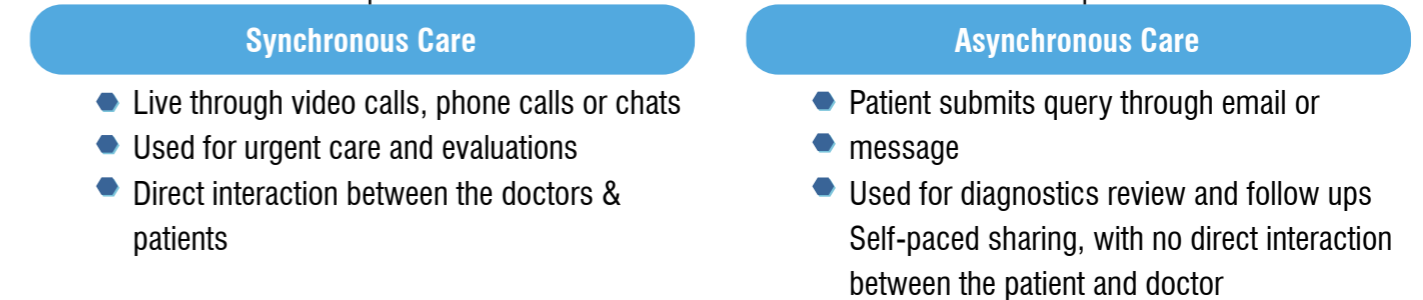 Synchronous Care
Live through video calls, phone calls or chats
Used for urgent care and evaluations
Direct interaction between the doctors &
patients
Asynchronous Care
Patient submits query through email or
message
Used for diagnostics review and follow ups
Self-paced sharing, with no direct interaction
between the patient and doctor